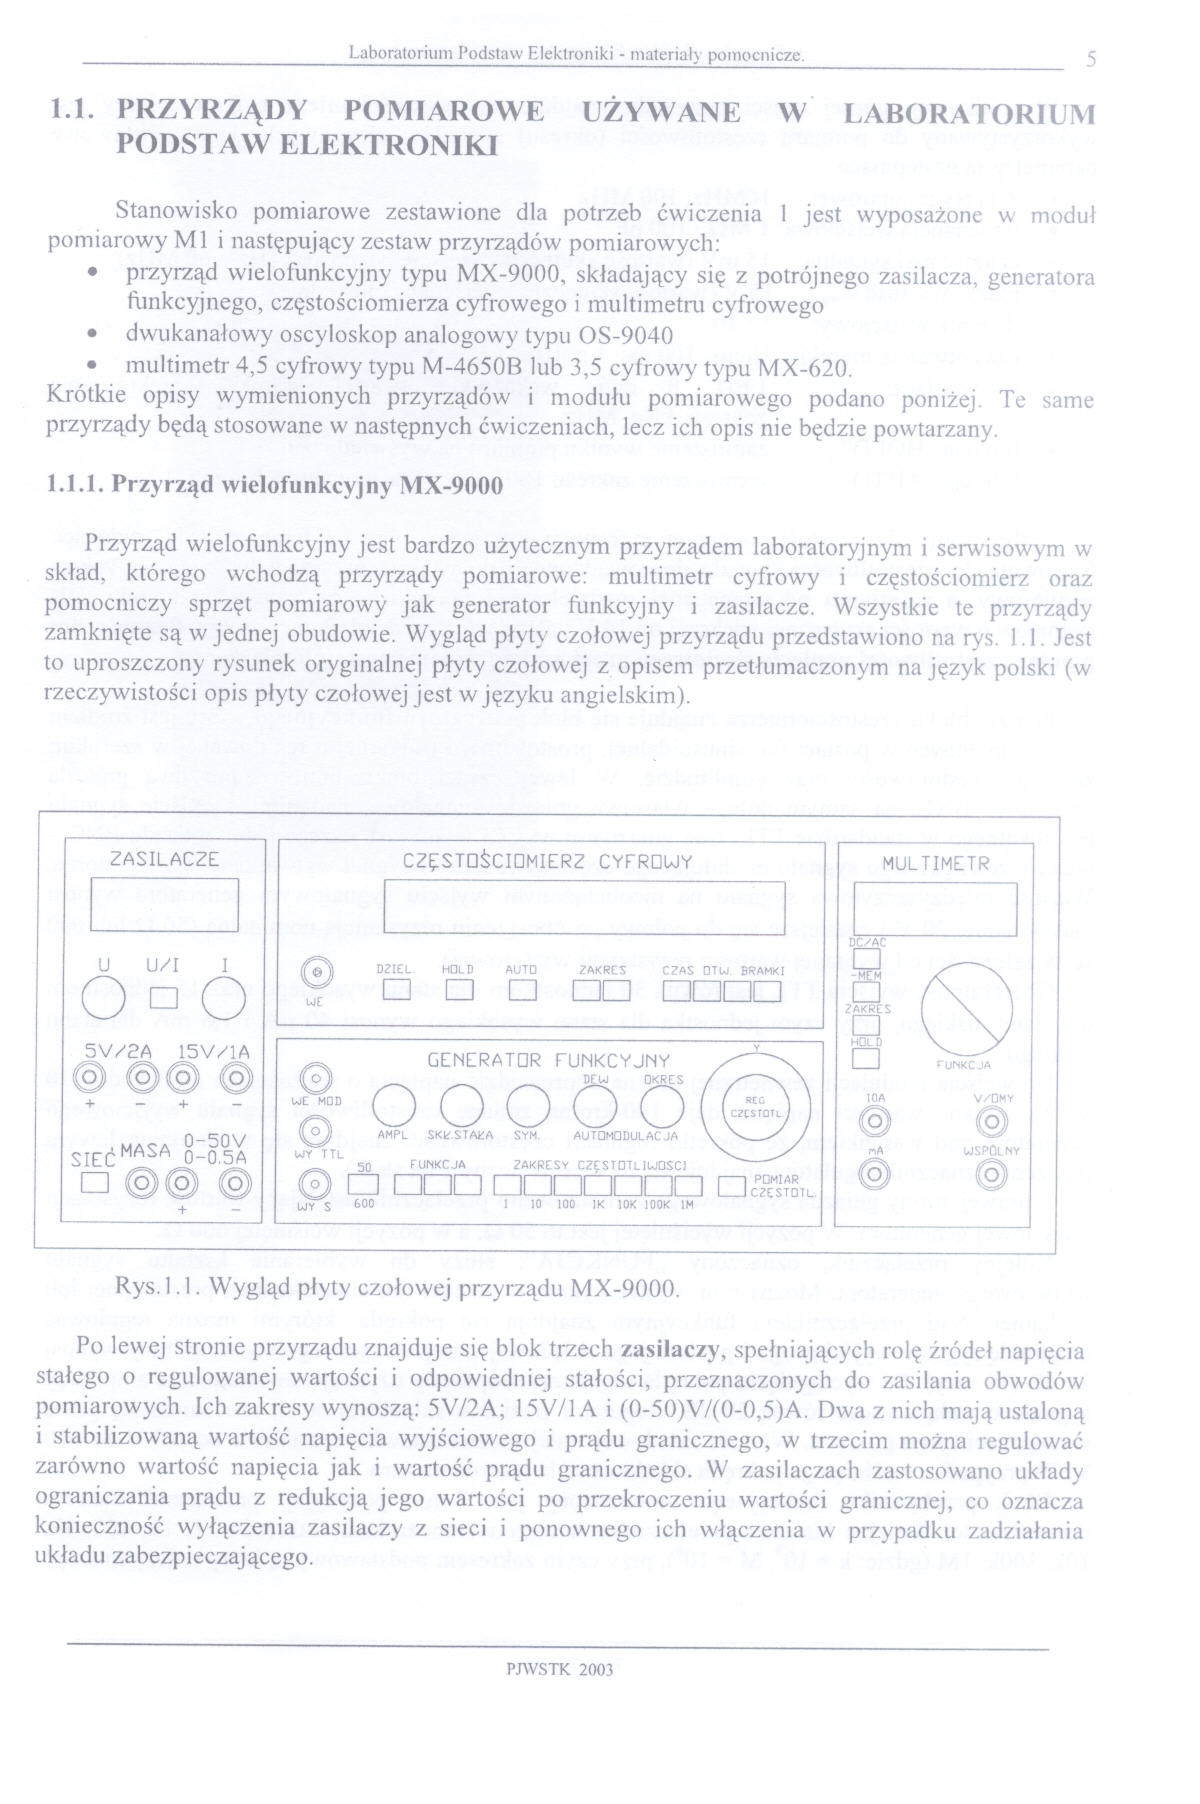 Laboratorium Podstaw Elektroniki - materiały pomocnicze. 5
1.1. PRZYRZĄDY POMIAROWE UŻYWANE W LABORATORIUM
PODSTAW ELEKTRONIKI
Stanowisko pomiarowe zestawione dla potrzeb ćwiczenia 1 jest wyposażone w moduł
pomiarowy M1 i następujący zestaw przyrządów pomiarowych:
• przyrząd wielofunkcyjny typu MX-9000, składający się z potrójnego zasilacza, generatora
funkcyjnego, częstościomierza cyfrowego i multimetru cyfrowego
• dwukanałowy oscyloskop analogowy typu OS-9040
• multimetr 4,5 cyfrowy typu M-4650B lub 3,5 cyfrowy typu MX-620.
Krótkie opisy wymienionych przyrządów i modułu pomiarowego podano poniżej. Te same
przyrządy będą stosowane w następnych ćwiczeniach, lecz ich opis nie będzie powtarzany.
1.1.1. Przyrząd wielofunkcyjny MX-9000
Przyrząd wielofunkcyjny jest bardzo użytecznym przyrządem laboratoryjnym i serwisowym w
skład, którego wchodzą przyrządy pomiarowe: multimetr cyfrowy i częstościomierz oraz
pomocniczy sprzęt pomiarowy jak generator funkcyjny i zasilacze. Wszystkie te przyrządy
zamknięte są w jednej obudowie. Wygląd płyty czołowej przyrządu przedstawiono na rys. 1.1. Jest
to uproszczony rysunek oryginalnej płyty czołowej z opisem przetłumaczonym na język polski (w
rzeczywistości opis płyty czołowej jest w języku angielskim).
ZASILACZE
U U/I I
5V/2A 15V/1A
+ - + -
0-50V
SIEĆ MASA 0-0.5A
+ -
CZĘSTOŚCIOMIERZ CYFROWY
DZIEL. HOLD AUTO ZAKRES CZAS OTW. BRAMKI
WE
GENERATOR FUNKCYJNY
DEW OKRES
WE MOD
AMPL SKŁ.STAŁA SYM. AUTOMODULACJA
Y
REG
CZĘSTOTL.
WY TTL
50 FUNKCJA ZAKRESY CZĘSTOTLIWOSCI
POMIAR
CZĘSTOTL.
WY S 600 1 10 100 1K 10K 100K 1M
MULTIMETR
DC/AC
-MEM
ZAKRES
HOLD
FUNKCJA
10A V/OMY
mA WSPOLNY
Rys.1.1. Wygląd płyty czołowej przyrządu MX-9000.
Po lewej stronie przyrządu znajduje się blok trzech zasilaczy, spełniających rolę źródeł napięcia
stałego o regulowanej wartości i odpowiedniej stałości, przeznaczonych do zasilania obwodów
pomiarowych. Ich zakresy wynoszą: 5V/2A; 15V/1A i (0-50)V/(0-0,5)A. Dwa z nich mają ustaloną
i stabilizowaną wartość napięcia wyjściowego i prądu granicznego, w trzecim można regulować
zarówno wartość napięcia jak i wartość prądu granicznego. W zasilaczach zastosowano układy
ograniczania prądu z redukcją jego wartości po przekroczeniu wartości granicznej, co oznacza
konieczność wyłączenia zasilaczy z sieci i ponownego ich włączenia w przypadku zadziałania
układu zabezpieczającego.
PJWSTK 2003